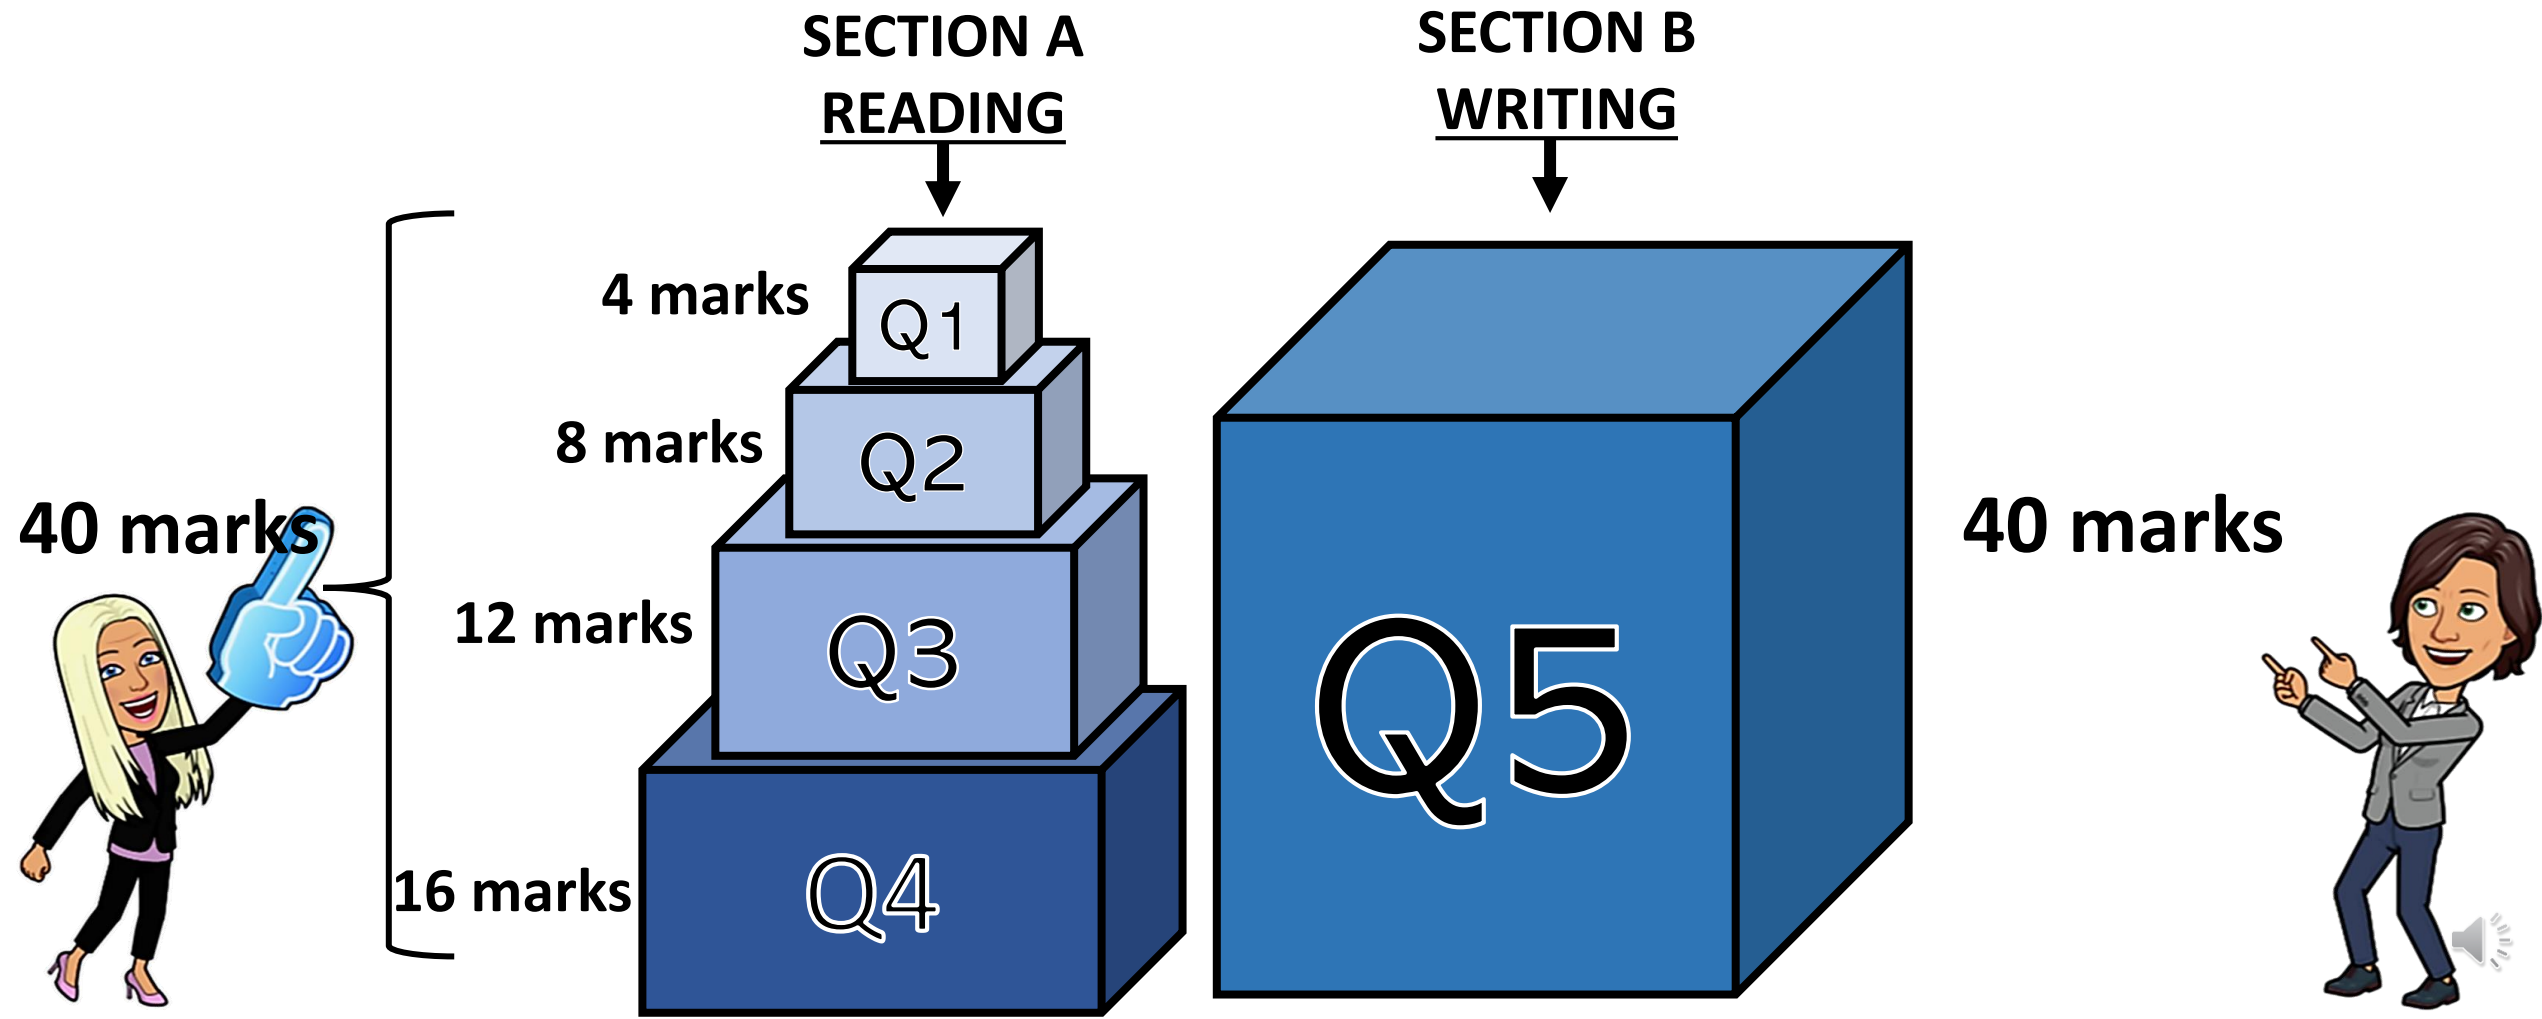 SECTION A
READING
SECTION B
WRITING
4 marks
Q1
8 marks
Q2
12 marks
Q3
16 marks
Q4
40 marks
Q5
40 marks